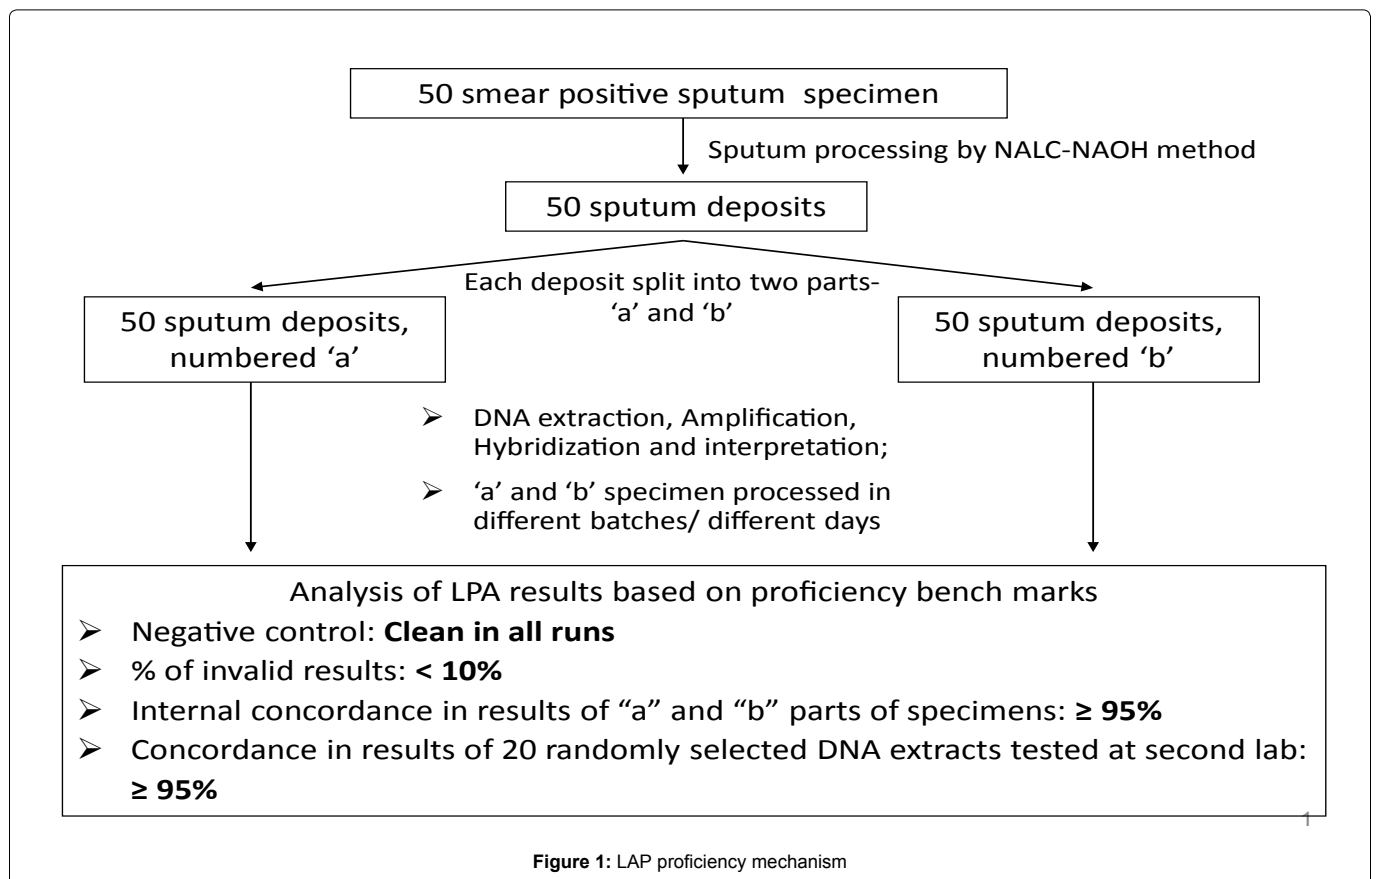 50 smear positive sputum specimen
Sputum processing by NALC-NAOH method
50 sputum deposits
Each deposit split into two parts-
‘a’ and ‘b’
50 sputum deposits,
numbered ‘a’
50 sputum deposits,
numbered ‘b’
➢ DNA extraction, Amplification,
Hybridization and interpretation;
➢ ‘a’ and ‘b’ specimen processed in
different batches/ different days
Analysis of LPA results based on proficiency bench marks
➢ Negative control: Clean in all runs
➢ % of invalid results: < 10%
➢ Internal concordance in results of “a” and “b” parts of specimens: ≥ 95%
➢ Concordance in results of 20 randomly selected DNA extracts tested at second lab:
≥ 95%
1
Figure 1: LAP proficiency mechanism